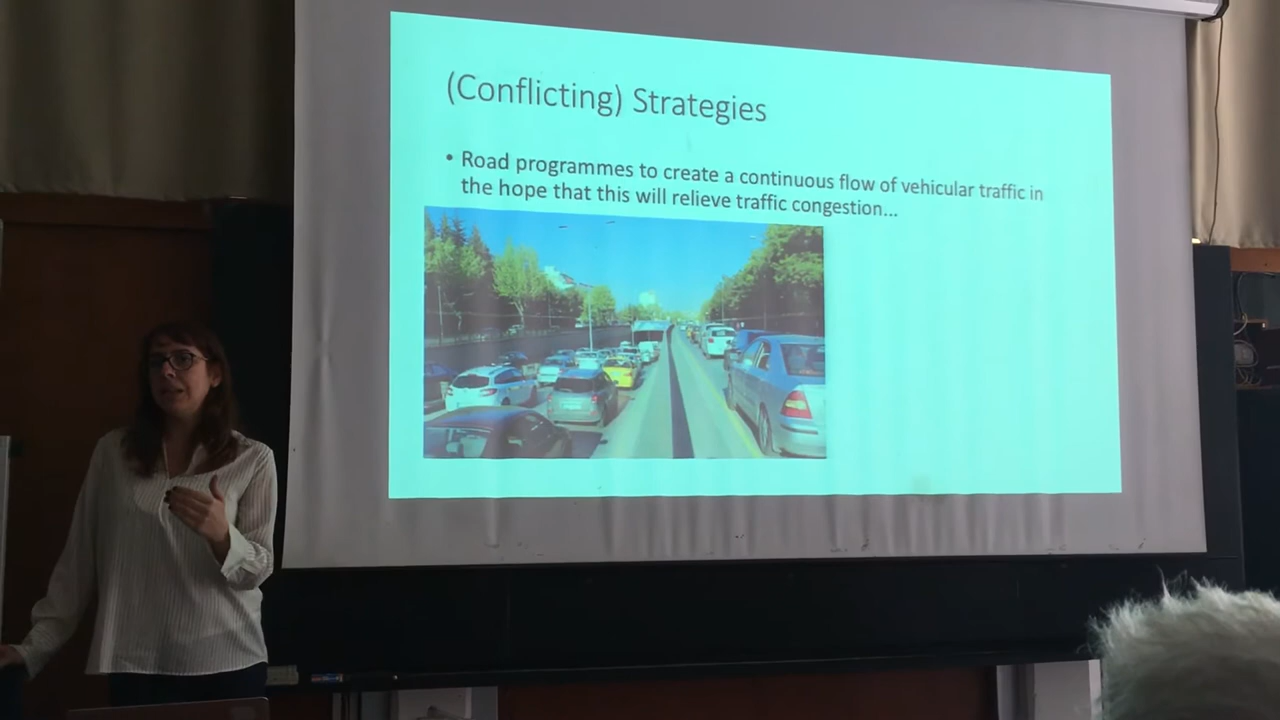 (Conflicting) Strategies
• Road programmes to create a continuous flow of vehicular traffic in
the hope that this will relieve traffic congestion...